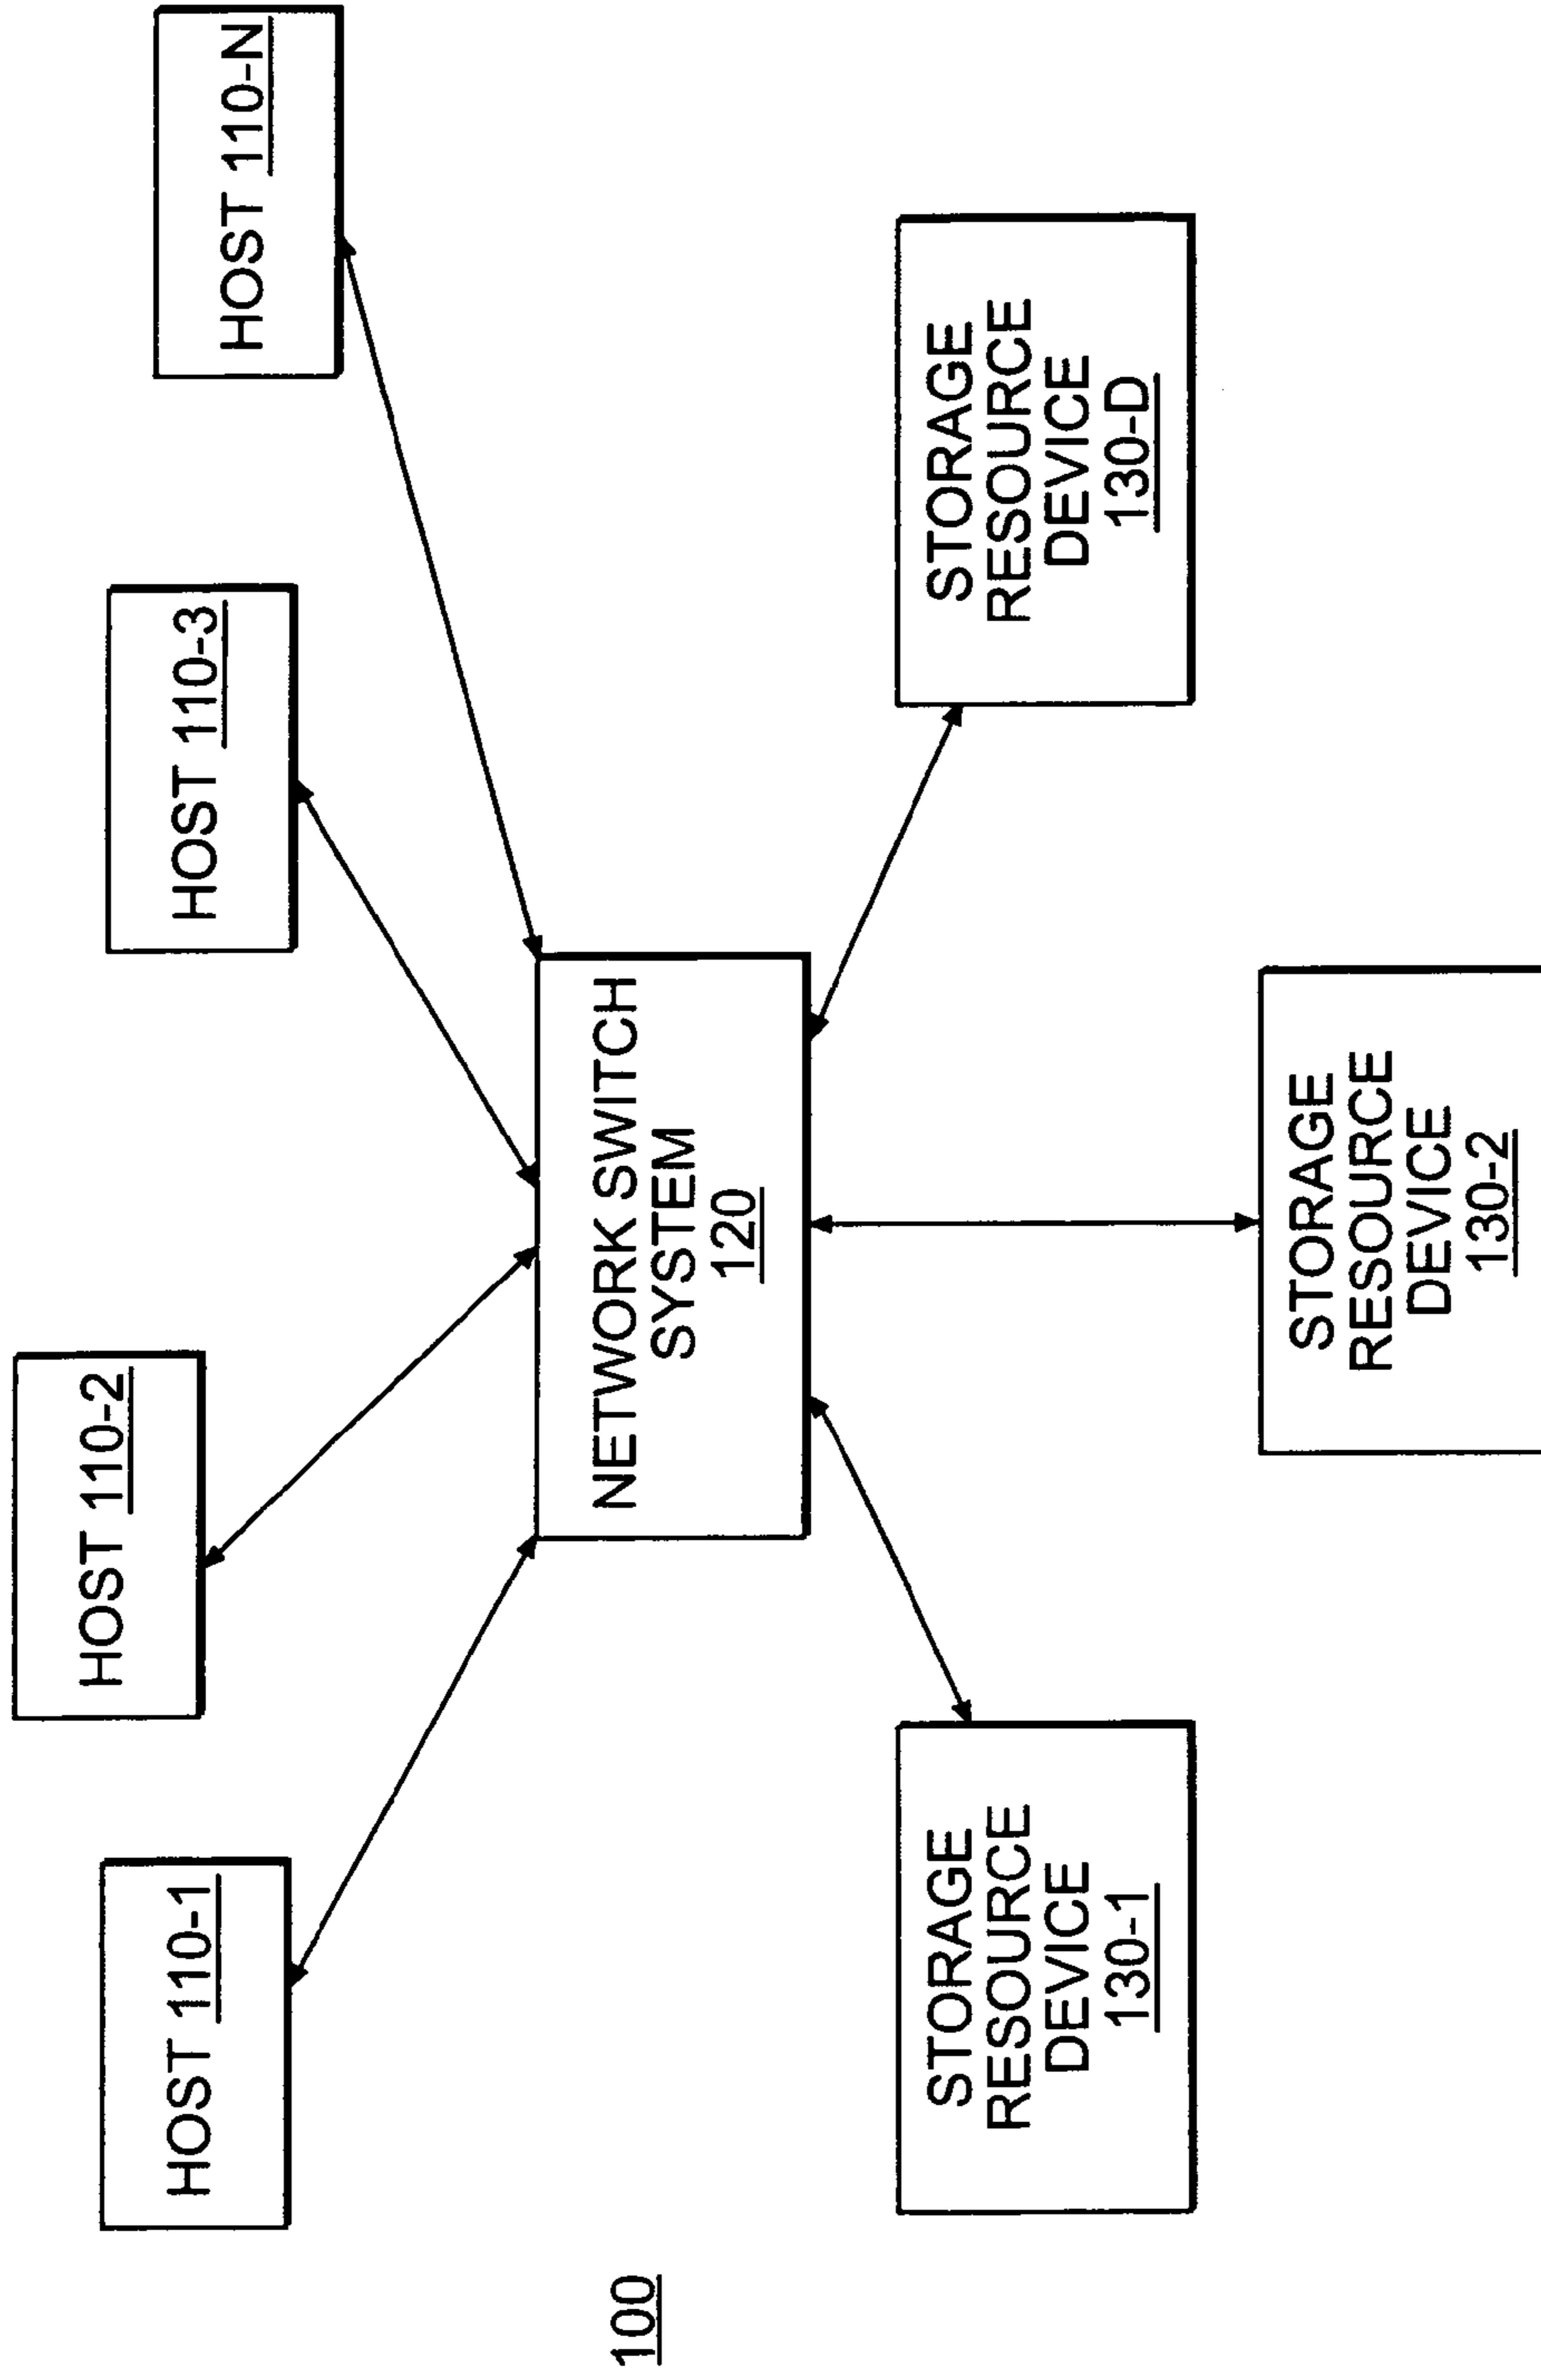 HOST 110-1
HOST 110-2
HOST 110-3
HOST 110-N
100
NETWORK SWITCH
SYSTEM
120
STORAGE
RESOURCE
DEVICE
130-1
STORAGE
RESOURCE
DEVICE
130-2
STORAGE
RESOURCE
DEVICE
130-D